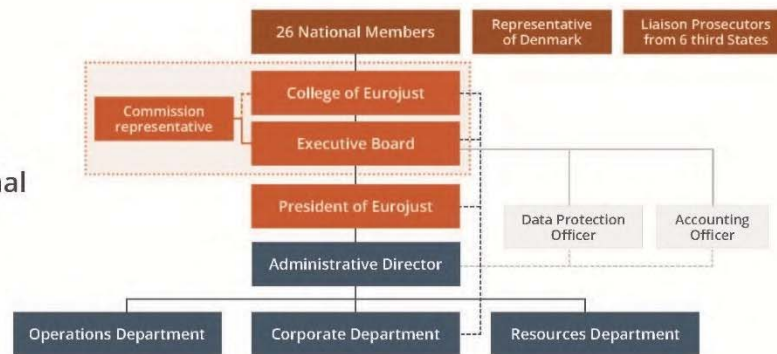 26 National Members
Representative
of Denmark
Liaison Prosecutors
from 6 third States
College of Eurojust
Commission
representative
Executive Board
President of Eurojust
Data Protection
Officer
Accounting
Officer
Administrative Director
Operations Department
Corporate Department
Resources Department